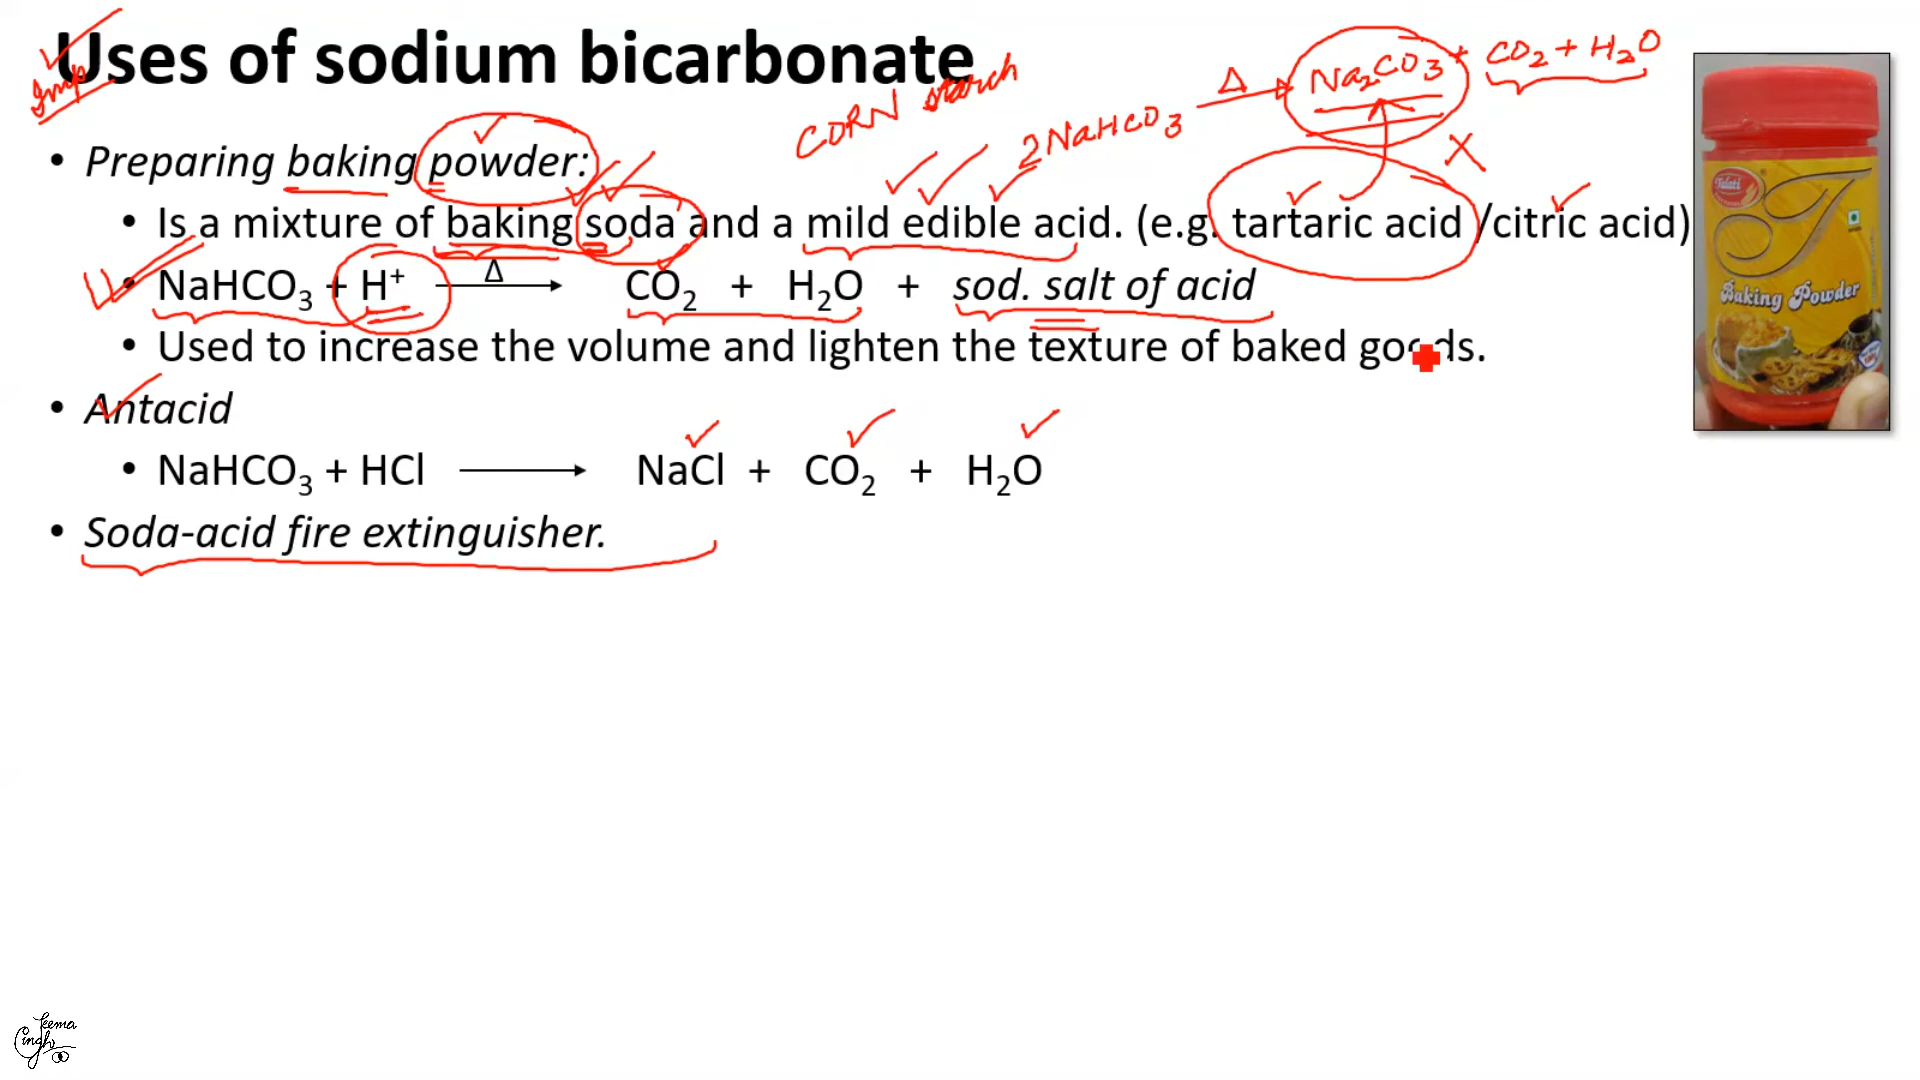 Uses of sodium bicarbonate
Imp
CORN starch
2NaHCO₃ →Δ Na₂CO₃ + CO₂ + H₂O
X
• Preparing baking powder:
• Is a mixture of baking soda and a mild edible acid. (e.g. tartaric acid /citric acid)
• NaHCO₃ + H⁺ →Δ CO₂ + H₂O + sod. salt of acid
• Used to increase the volume and lighten the texture of baked goods.
• Antacid
• NaHCO₃ + HCl → NaCl + CO₂ + H₂O
• Soda-acid fire extinguisher.
Talati
Baking Powder